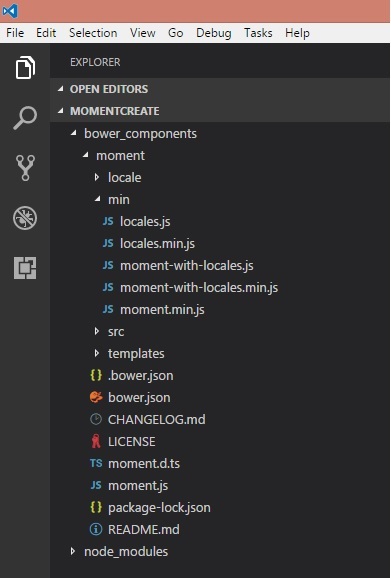 File Edit Selection View Go Debug Tasks Help
EXPLORER
OPEN EDITORS
MOMENTCREATE
bower_components
moment
locale
min
JS locales.js
JS locales.min.js
JS moment-with-locales.js
JS moment-with-locales.min.js
JS moment.min.js
src
templates
{ } .bower.json
bower.json
CHANGELOG.md
LICENSE
TS moment.d.ts
JS moment.js
{ } package-lock.json
README.md
node_modules